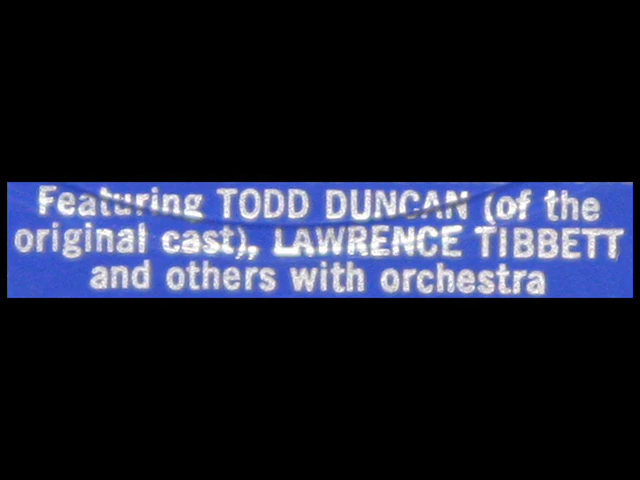 Featuring TODD DUNCAN (of the
original cast), LAWRENCE TIBBETT
and others with orchestra